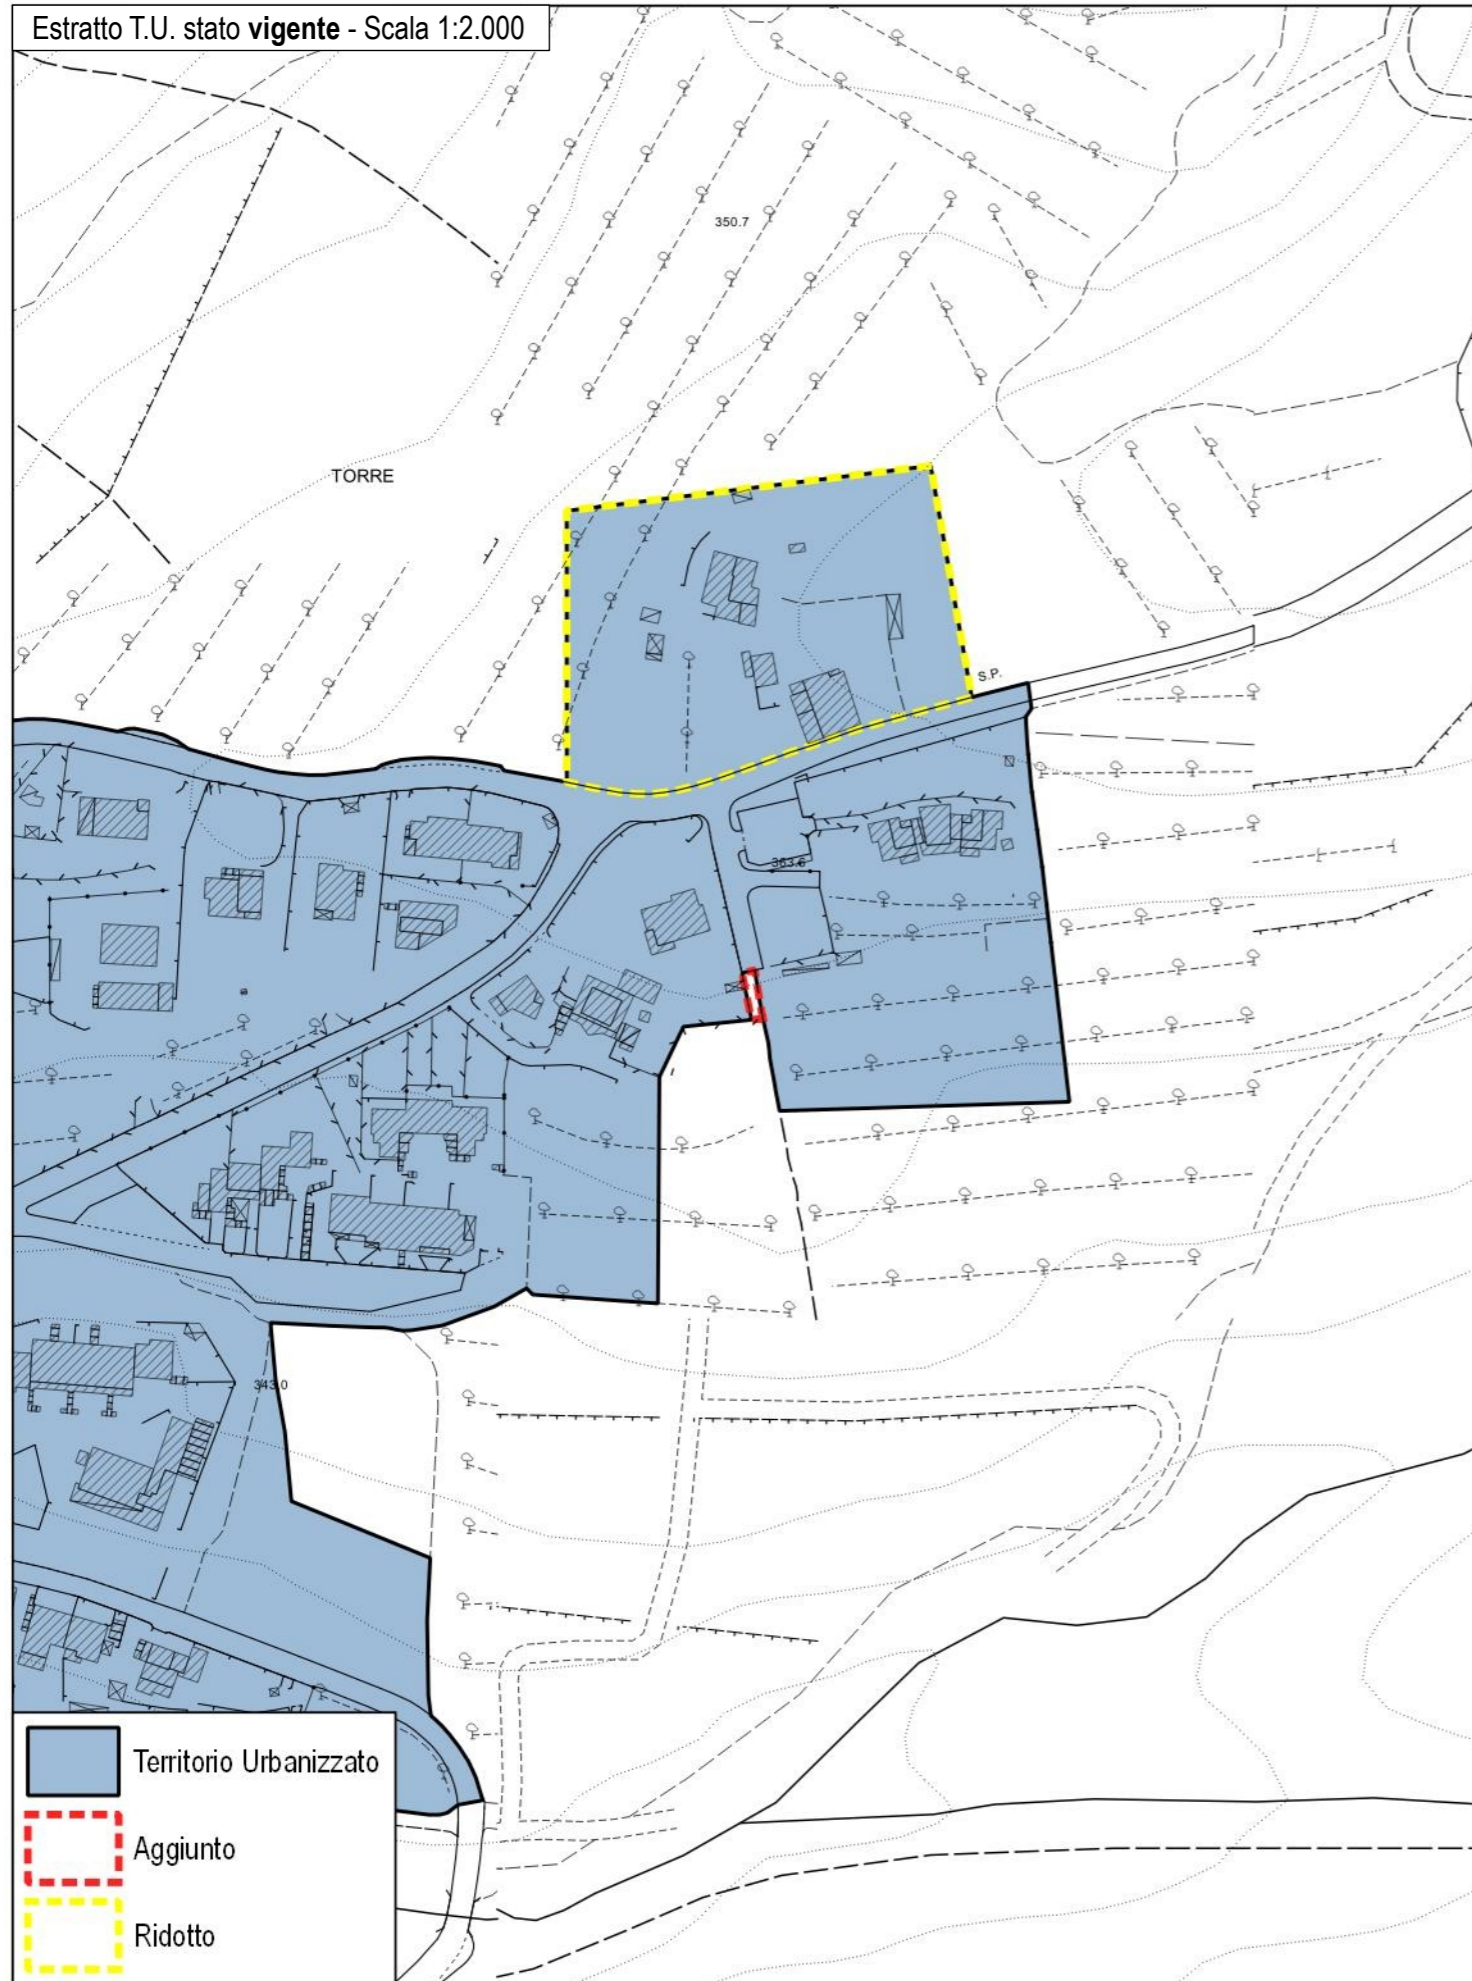 Estratto T.U. stato vigente - Scala 1:2.000
350.7
TORRE
S.P.
363.6
343.0
Territorio Urbanizzato
Aggiunto
Ridotto